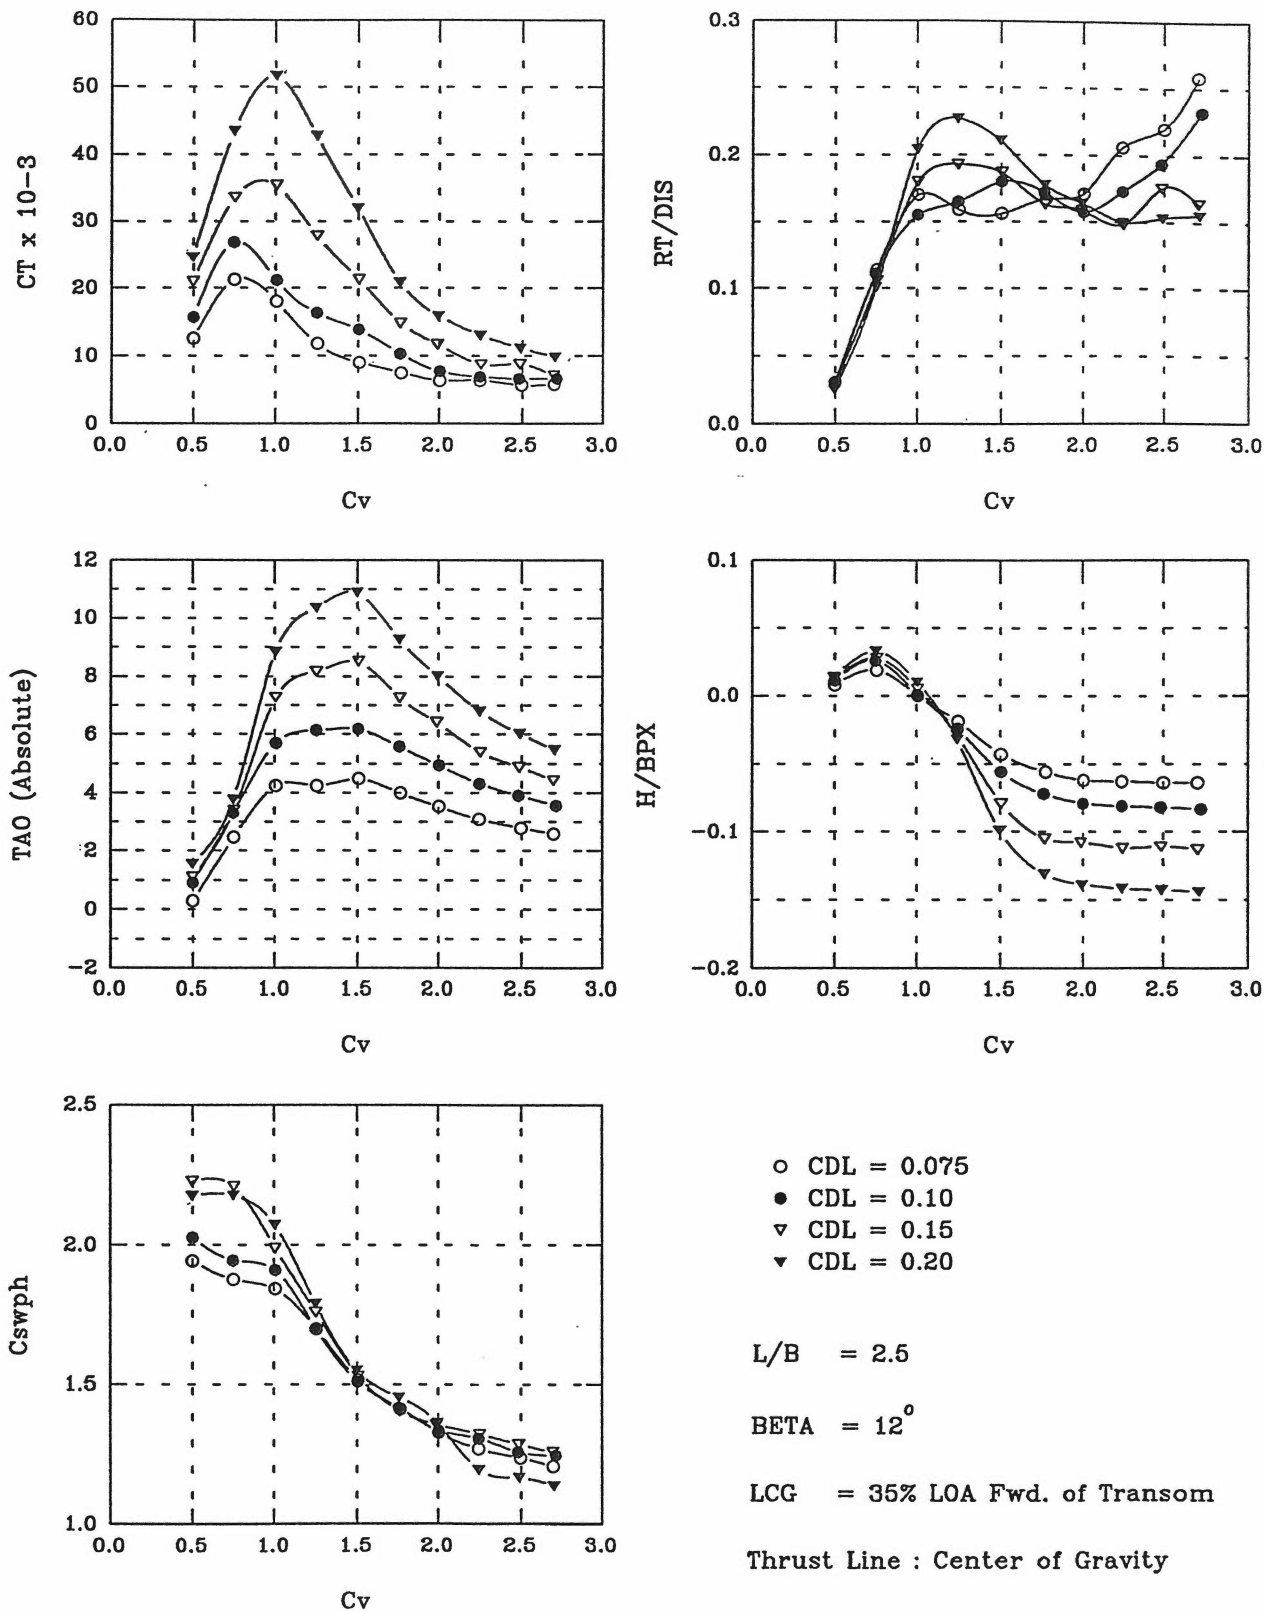 60
50
40
30
20
10
0
CT x 10-3
0.0 0.5 1.0 1.5 2.0 2.5 3.0
Cv
0.3
0.2
0.1
0.0
RT/DIS
0.0 0.5 1.0 1.5 2.0 2.5 3.0
Cv
12
10
8
6
4
2
0
-2
TAO (Absolute)
0.0 0.5 1.0 1.5 2.0 2.5 3.0
Cv
0.1
0.0
-0.1
-0.2
H/BPX
0.0 0.5 1.0 1.5 2.0 2.5 3.0
Cv
2.5
2.0
1.5
1.0
Cswph
0.0 0.5 1.0 1.5 2.0 2.5 3.0
Cv
CDL = 0.075
CDL = 0.10
CDL = 0.15
CDL = 0.20
L/B = 2.5
BETA = 12°
LCG = 35% LOA Fwd. of Transom
Thrust Line : Center of Gravity